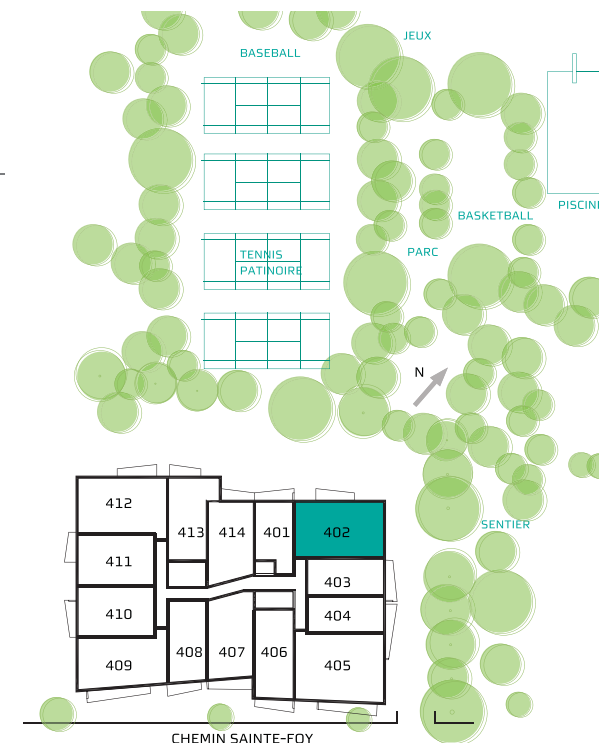 JEUX
BASEBALL
PISCIN
BASKETBALL
PARC
TENNIS
PATINOIRE
N
412
413
414
401
402
SENTIER
411
403
410
404
409
408
407
406
405
CHEMIN SAINTE-FOY